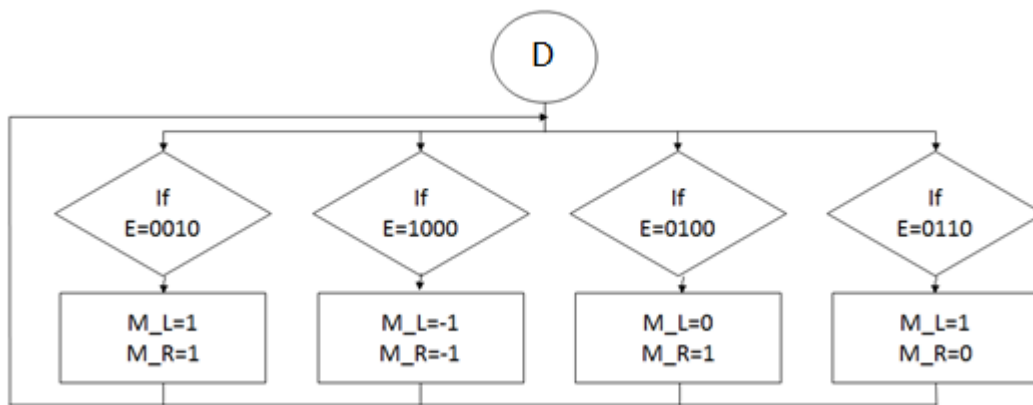 D
If
E=0010
If
E=1000
If
E=0100
If
E=0110
M_L=1
M_R=1
M_L=-1
M_R=-1
M_L=0
M_R=1
M_L=1
M_R=0